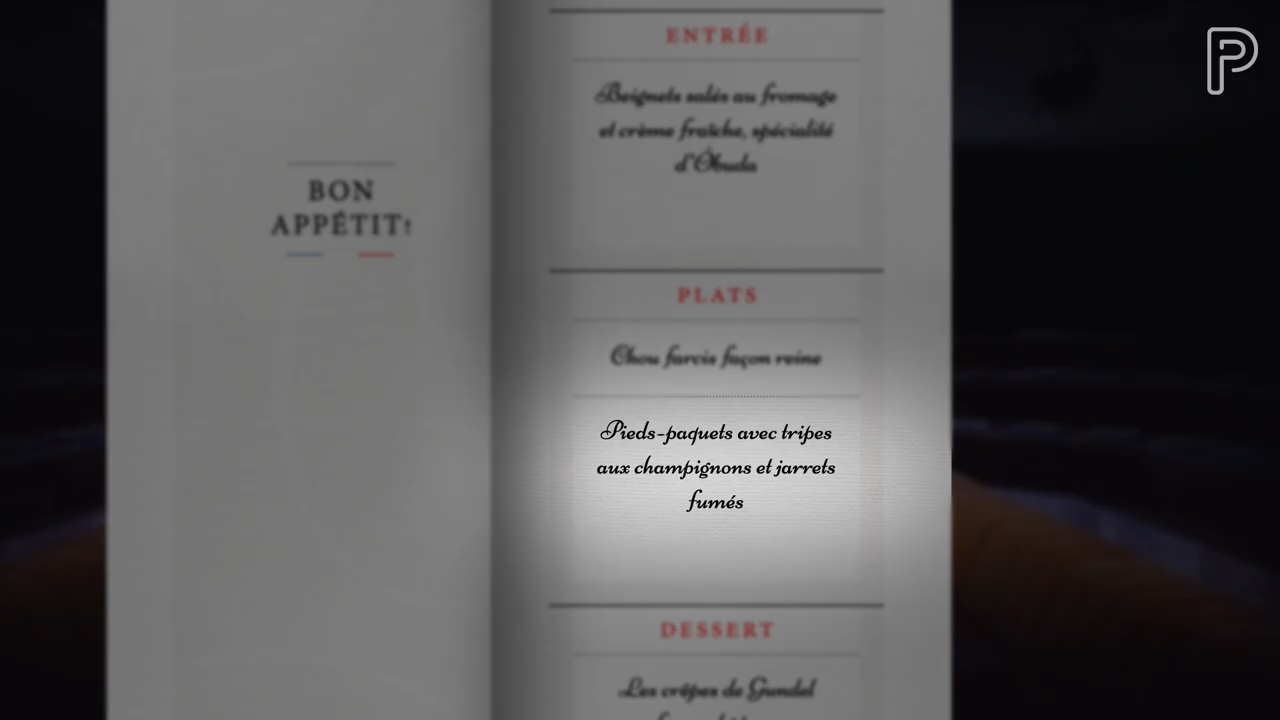 BON
APPÉTIT!
ENTRÉE
Beignets salés au fromage
et crème fraîche, spécialité
d'Óbuda
PLATS
Chou farcis façon reine
Pieds-paquets avec tripes
aux champignons et jarrets
fumés
DESSERT
Les crêpes de Gundel